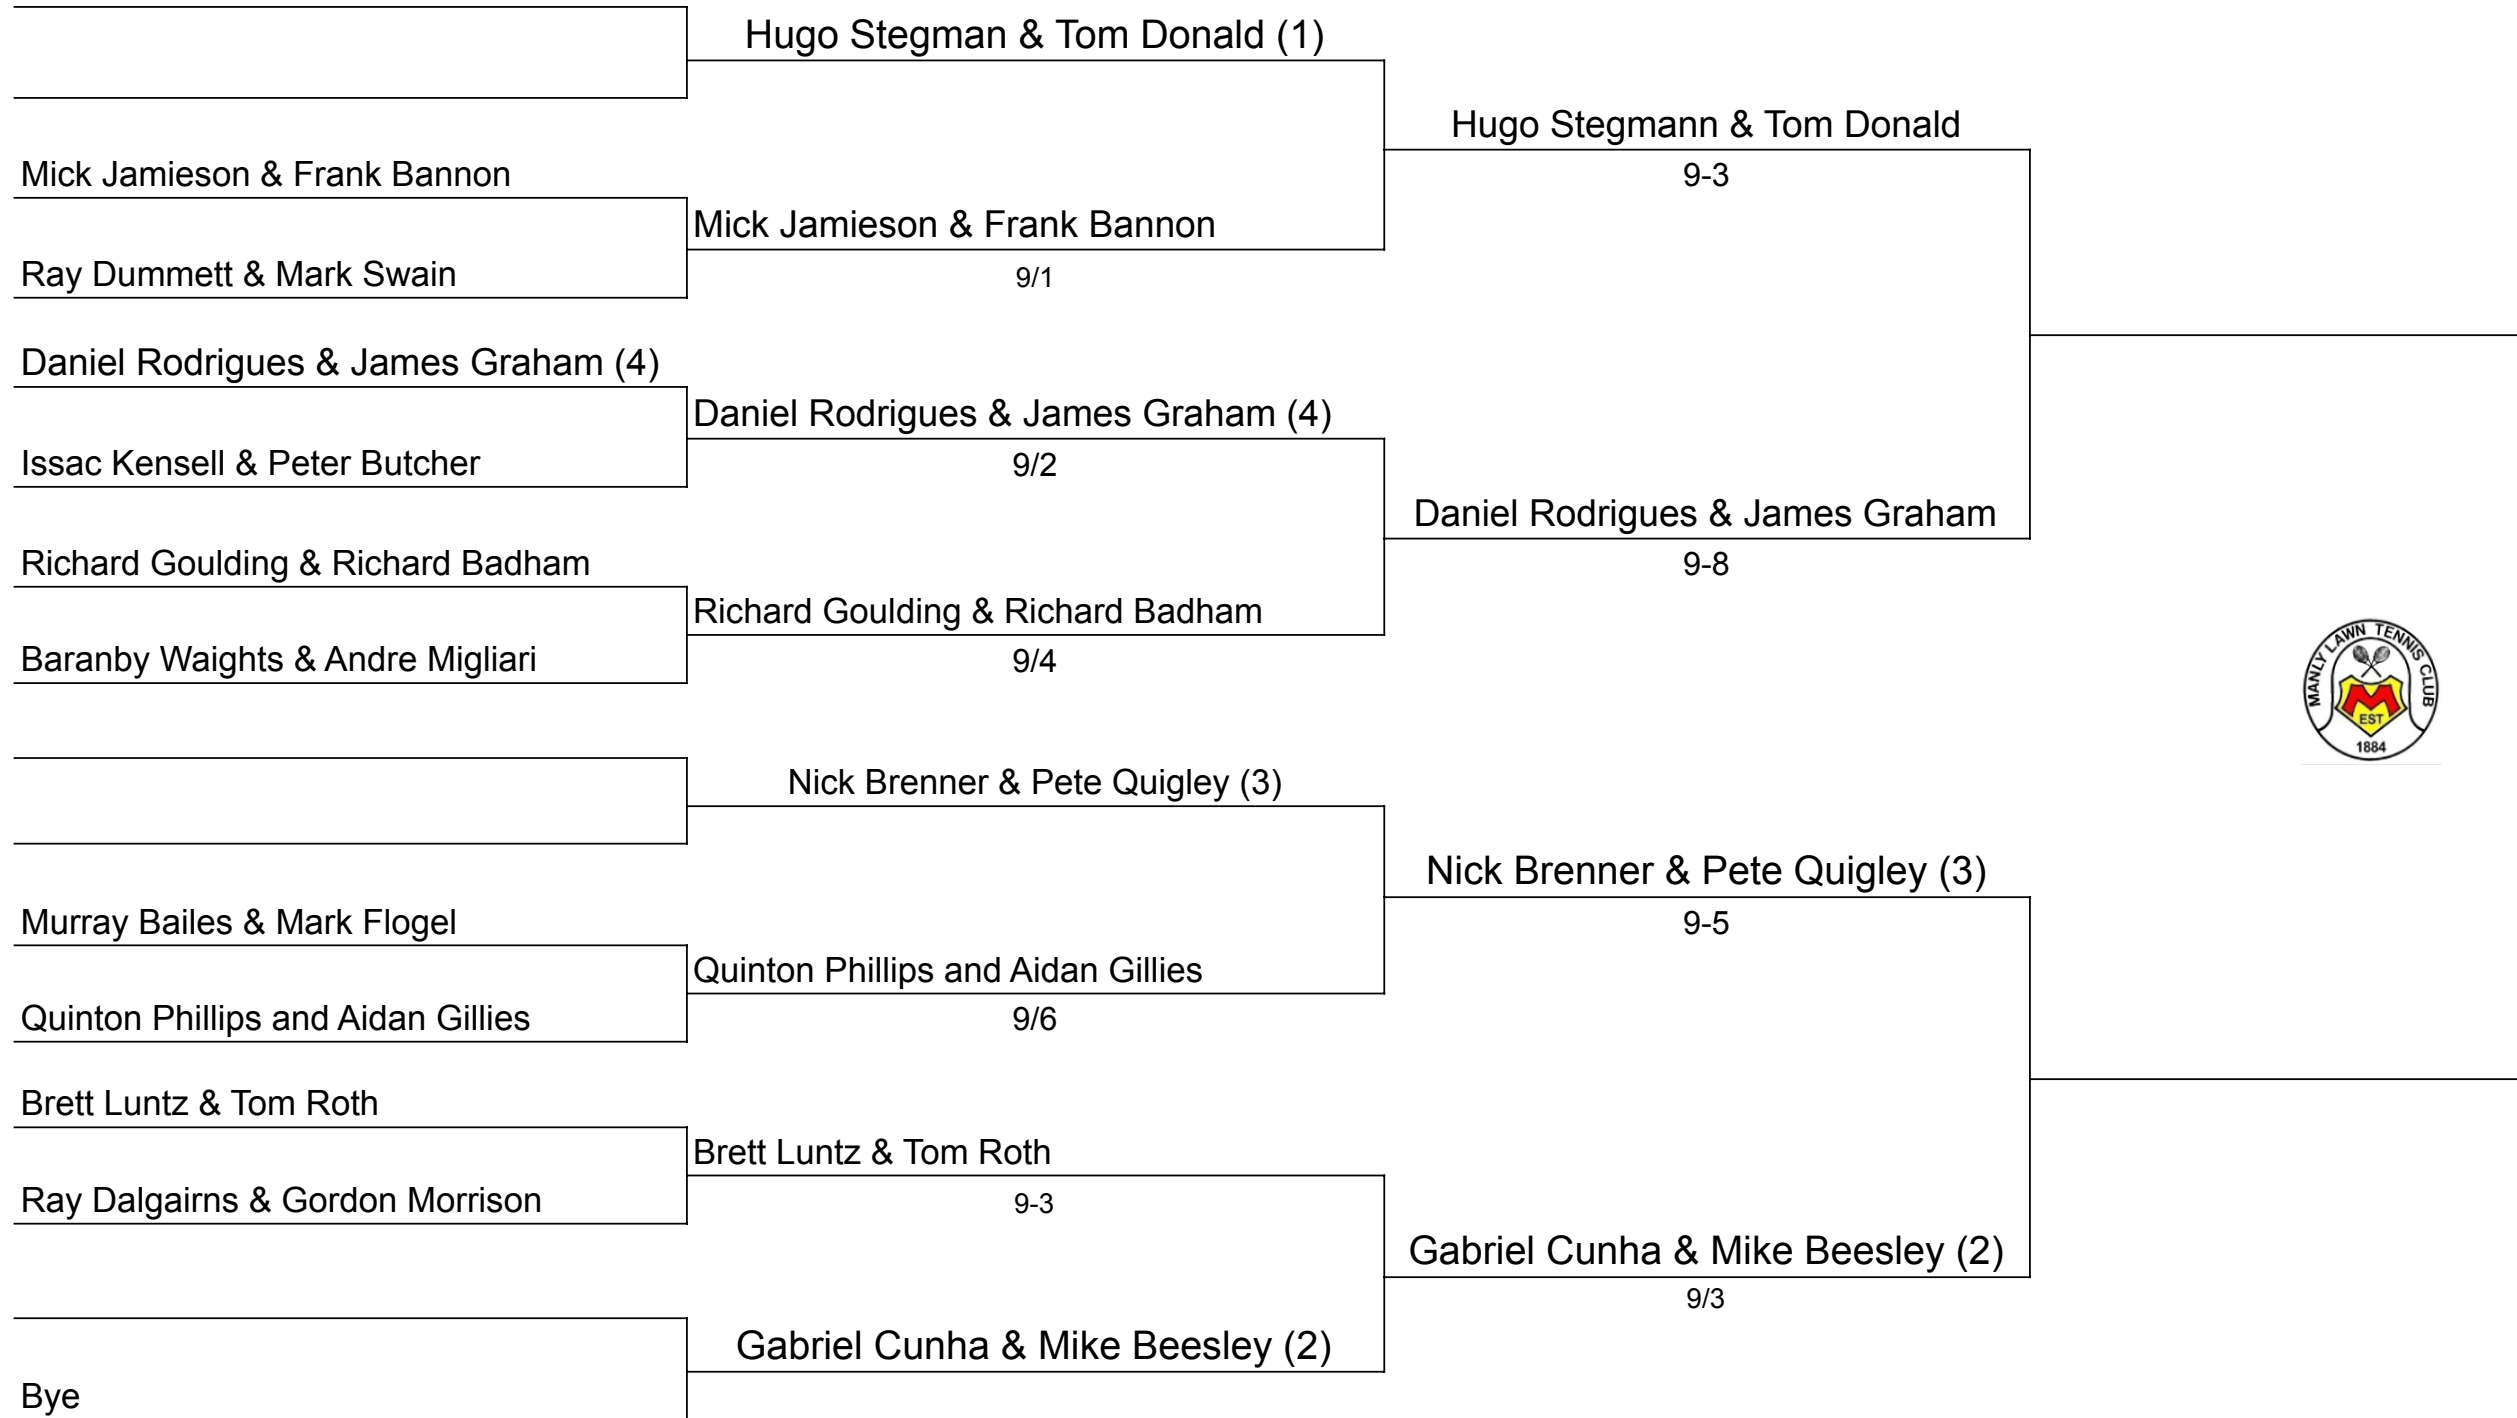 Hugo Stegman & Tom Donald (1)
Hugo Stegmann & Tom Donald
9-3
Mick Jamieson & Frank Bannon
Mick Jamieson & Frank Bannon
Ray Dummett & Mark Swain
9/1
Daniel Rodrigues & James Graham (4)
Daniel Rodrigues & James Graham (4)
Issac Kensell & Peter Butcher
9/2
Daniel Rodrigues & James Graham
9-8
Richard Goulding & Richard Badham
Richard Goulding & Richard Badham
Baranby Waights & Andre Migliari
9/4
MANLY LAWN TENNIS CLUB
M
EST
1884
Nick Brenner & Pete Quigley (3)
Nick Brenner & Pete Quigley (3)
9-5
Murray Bailes & Mark Flogel
Quinton Phillips and Aidan Gillies
Quinton Phillips and Aidan Gillies
9/6
Brett Luntz & Tom Roth
Brett Luntz & Tom Roth
Ray Dalgairns & Gordon Morrison
9-3
Gabriel Cunha & Mike Beesley (2)
9/3
Gabriel Cunha & Mike Beesley (2)
Bye